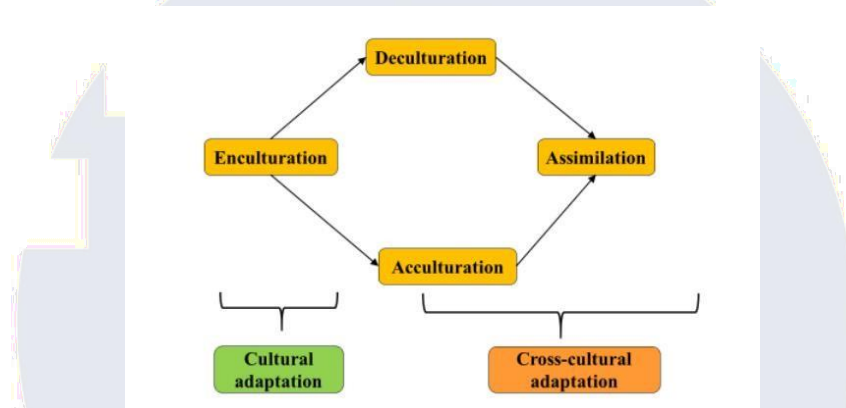 Deculturation
Enculturation
Assimilation
Acculturation
Cultural
adaptation
Cross-cultural
adaptation